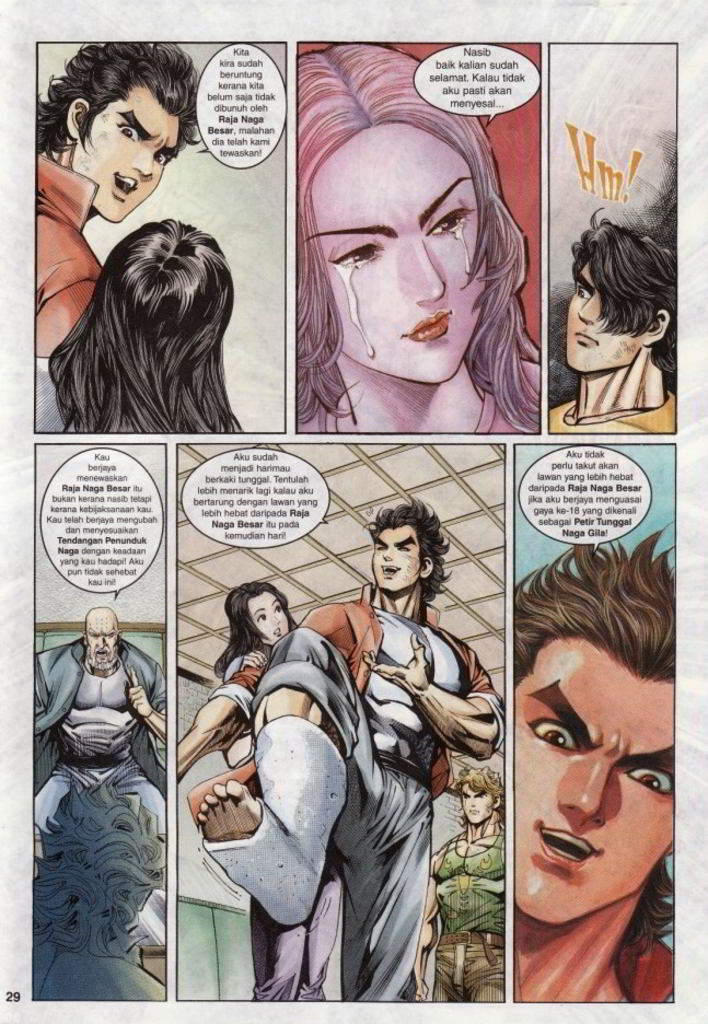 Kita
kira sudah
beruntung
kerana kita
belum saja tidak
dibunuh oleh
Raja Naga
Besar, malahan
dia telah kami
tewaskan!
Nasib
baik kalian sudah
selamat. Kalau tidak
aku pasti akan
menyesal...
Hm!
Kau
berjaya
menewaskan
Raja Naga Besar itu
bukan kerana nasib tetapi
kerana kebijaksanaan kau.
Kau telah berjaya mengubah
dan menyesuaikan
Tendangan Penunduk
Naga dengan keadaan
yang kau hadapi! Aku
pun tidak sehebat
kau ini!
Aku sudah
menjadi harimau
berkaki tunggal. Tentulah
lebih menarik lagi kalau aku
bertarung dengan lawan yang
lebih hebat daripada Raja
Naga Besar itu pada
kemudian hari!
Aku tidak
perlu takut akan
lawan yang lebih hebat
daripada Raja Naga Besar
jika aku berjaya menguasai
gaya ke-18 yang dikenali
sebagai Petir Tunggal
Naga Gila!
29